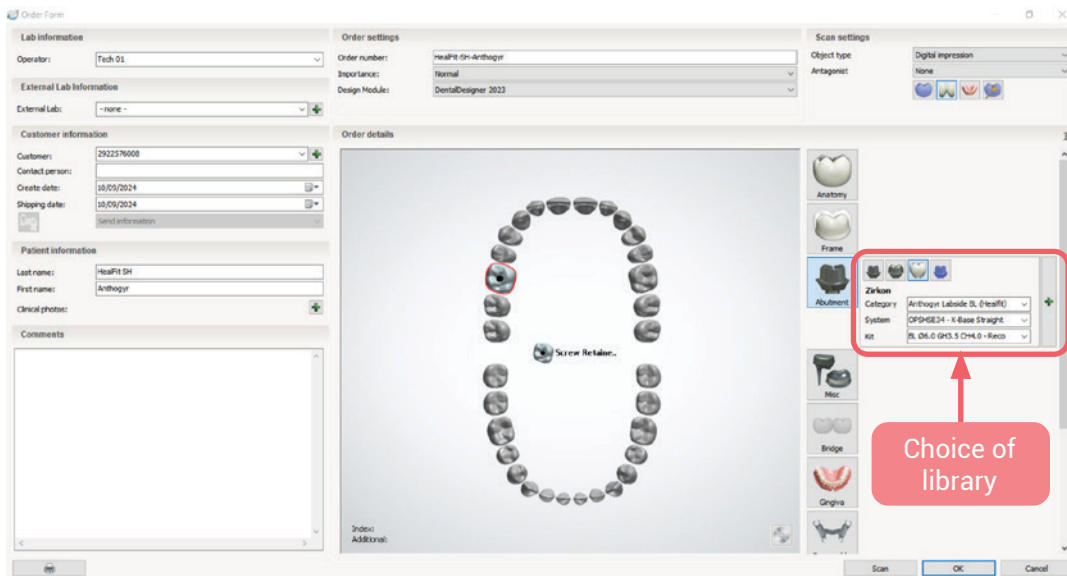 Order Form
Lab information
Operator:
Tech 01
External Lab Information
External Lab:
- none -
Customer information
Customer:
2922576008
Contact person:
Create date:
10/09/2024
Shipping date:
10/09/2024
Send information
Patient information
Last name:
HealFit SH
First name:
Anthogyr
Clinical photos:
Comments
Order settings
Order number:
HealFit-SH-Anthogyr
Importance:
Normal
Design Module:
DentalDesigner 2023
Order details
Screw Retaine..
Index:
Additional:
Scan settings
Object type
Digital impression
Antagonist
None
Anatomy
Frame
Abutment
Misc
Bridge
Gingiva
Zirkon
Category
Anthogyr Labside BL (Healfit)
System
OPSHSE34 - X-Base Straight
Kit
BL Ø6.0 GH3.5 CH4.0 - Reco
Choice of
library
Scan
OK
Cancel